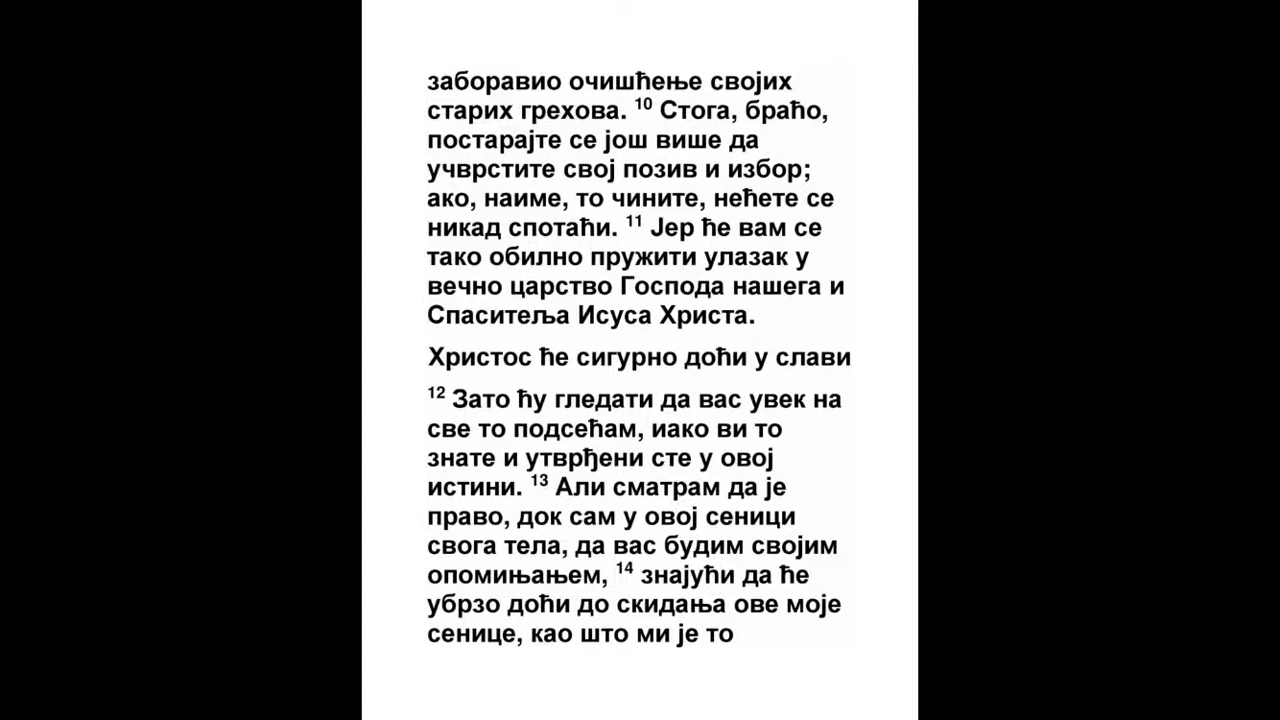 заборавио очишћење својих
старих грехова. 10 Стога, браћо,
постарајте се још више да
учврстите свој позив и избор;
ако, наиме, то чините, нећете се
никад спотаћи. 11 Јер ће вам се
тако обилно пружити улазак у
вечно царство Господа нашега и
Спаситеља Исуса Христа.
Христос ће сигурно доћи у слави
12 Зато ћу гледати да вас увек на
све то подсећам, иако ви то
знате и утврђени сте у овој
истини. 13 Али сматрам да је
право, док сам у овој сеници
свога тела, да вас будим својим
опомињањем, 14 знајући да ће
убрзо доћи до скидања ове моје
сенице, као што ми је то